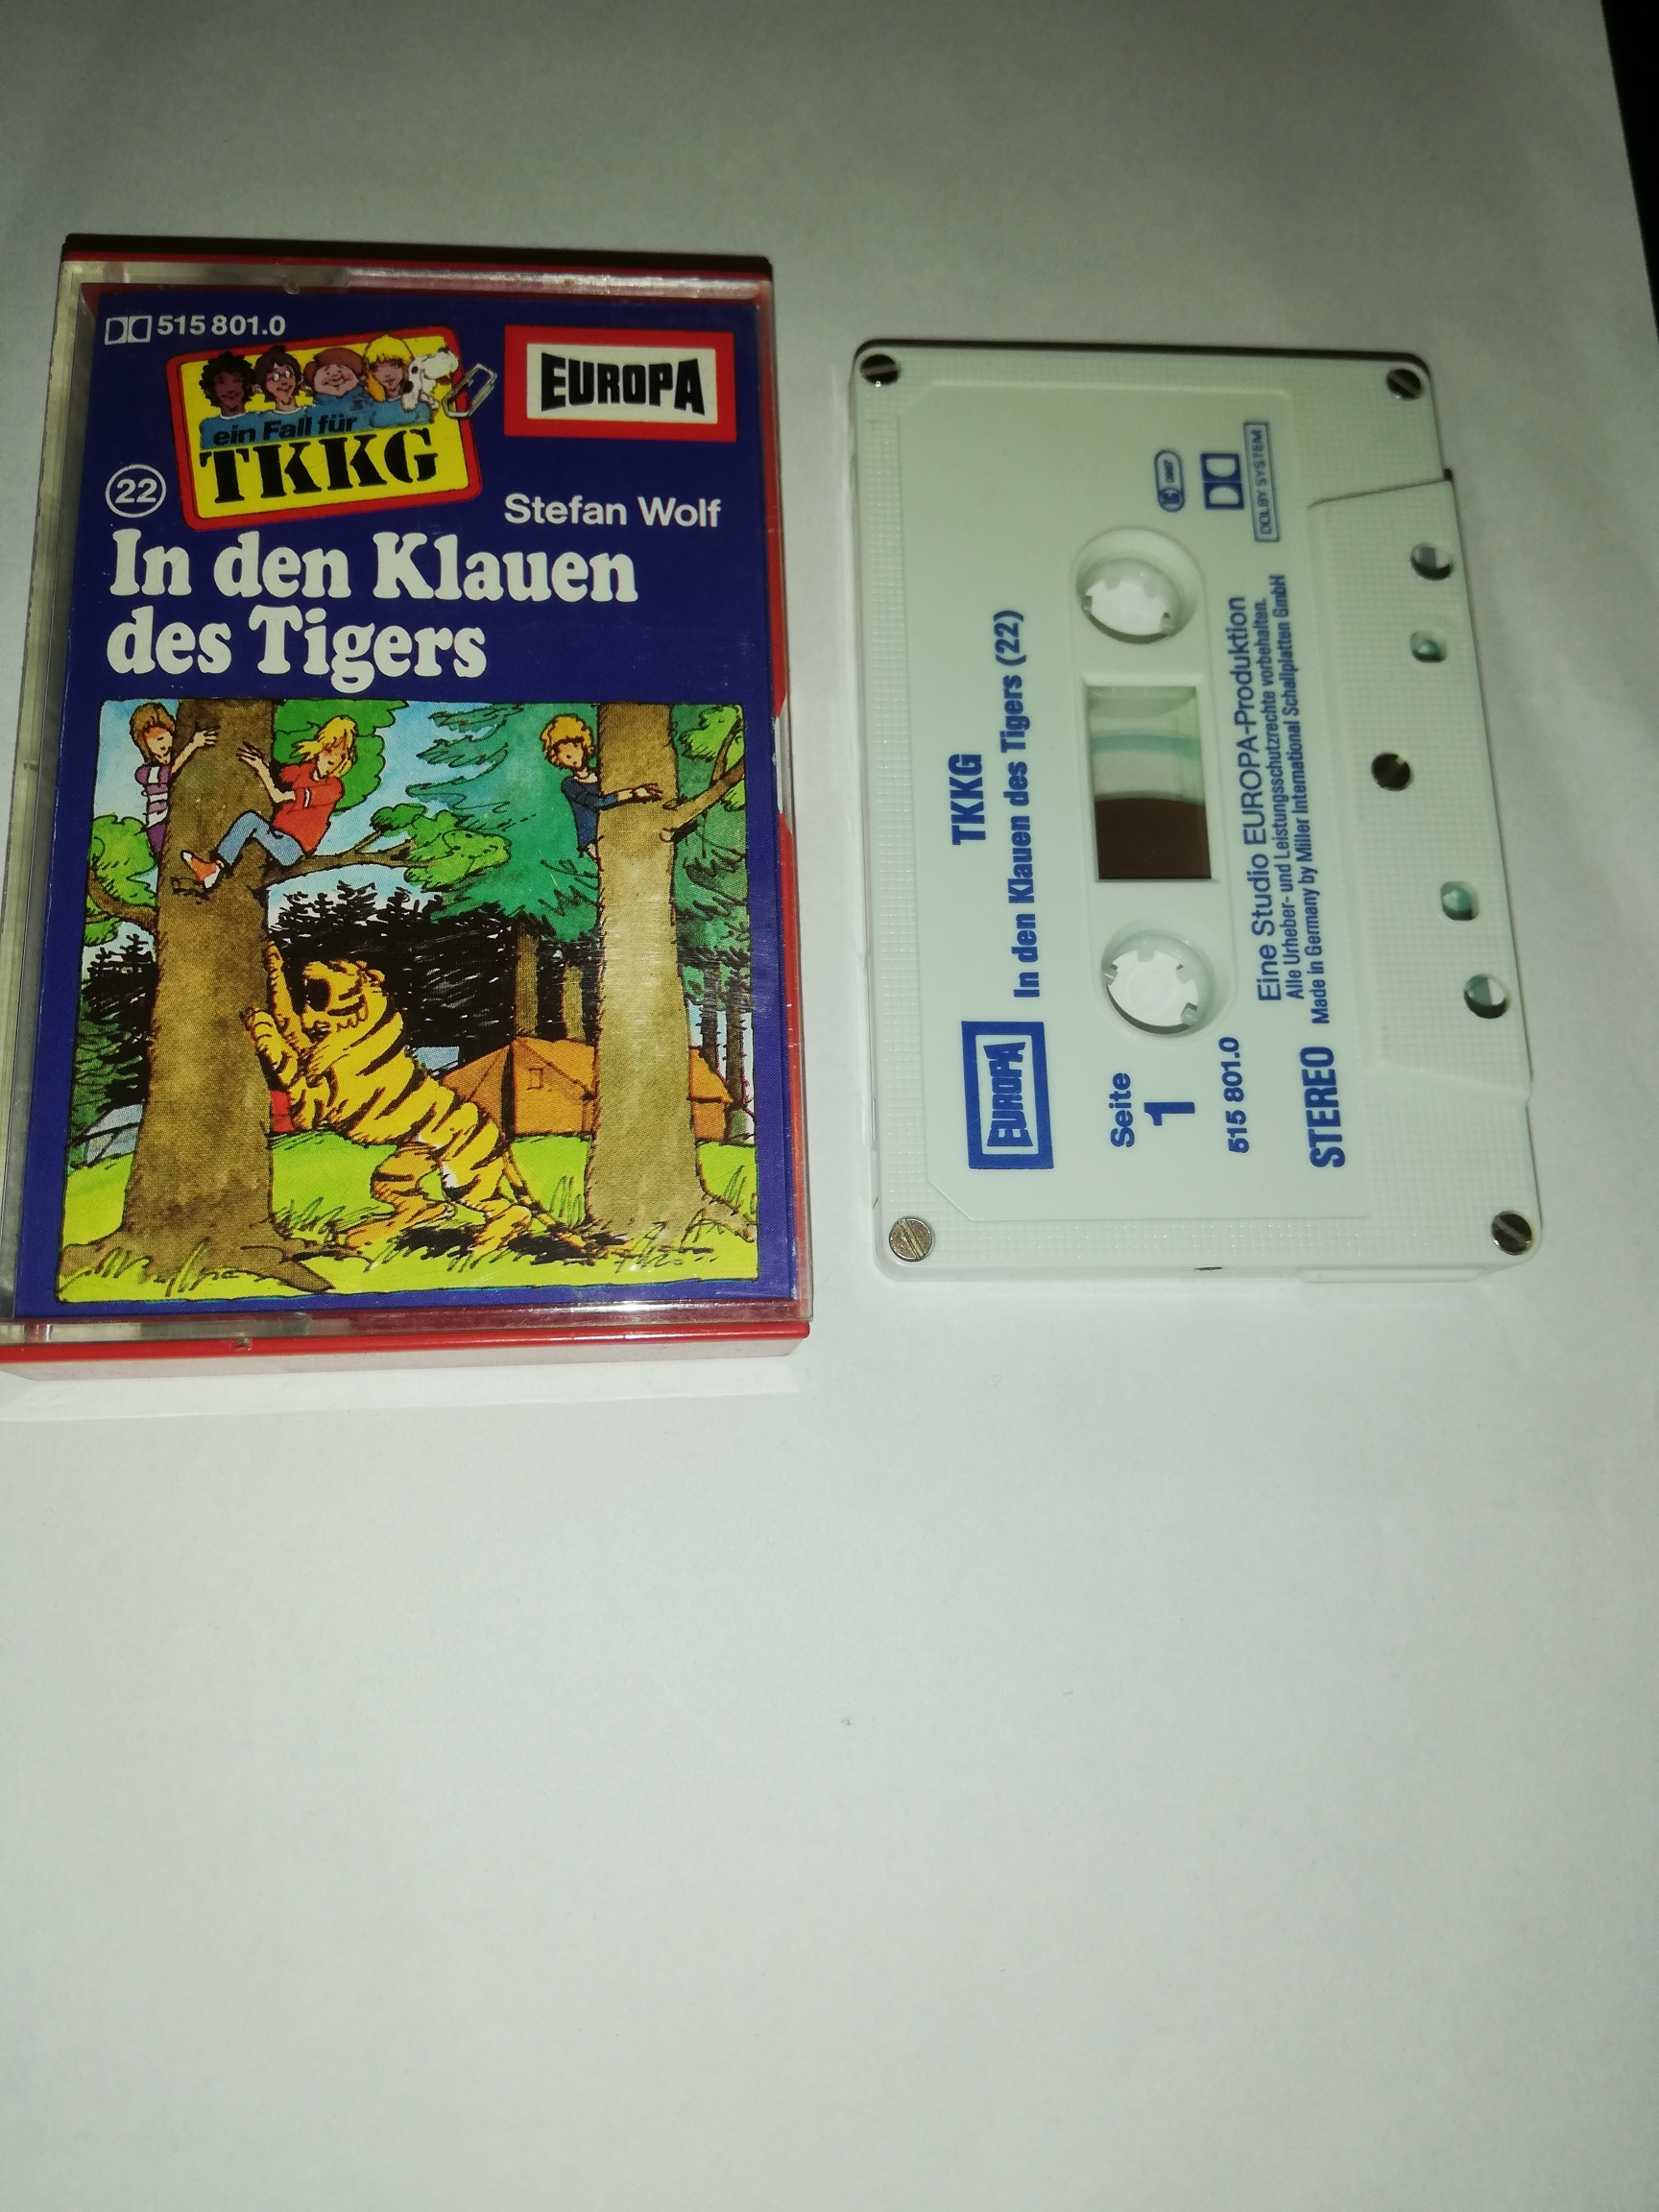 515 801.0
EUROPA
ein Fall für
TKKG
22
Stefan Wolf
In den Klauen
des Tigers
TKKG
In den Klauen des Tigers (22)
EUROPA
Seite
1
515 801.0
STEREO
DOLBY SYSTEM
Eine Studio EUROPA-Produktion
Alle Urheber- und Leistungsschutzrechte vorbehalten.
Made in Germany by Miller International Schallplatten GmbH